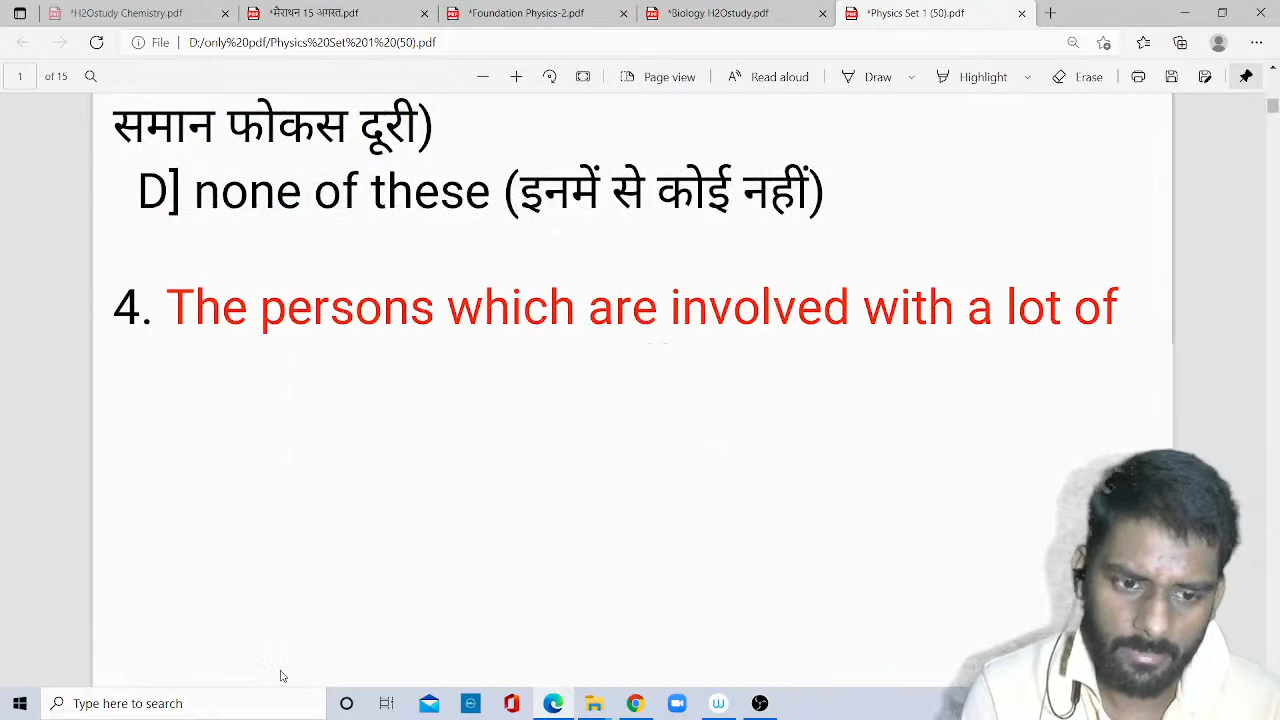 *H2Ostudy Chemistry.pdf
*मैराथन 15 अगस्त.pdf
*Foundation Physics-2.pdf
*Biology H2Ostudy.pdf
*Physics Set 1 (50).pdf
File
D:/only%20pdf/Physics%20Set%201%20(50).pdf
1 of 15
Page view
Read aloud
Draw
Highlight
Erase
समान फोकस दूरी)
D] none of these (इनमें से कोई नहीं)
4. The persons which are involved with a lot of
Type here to search